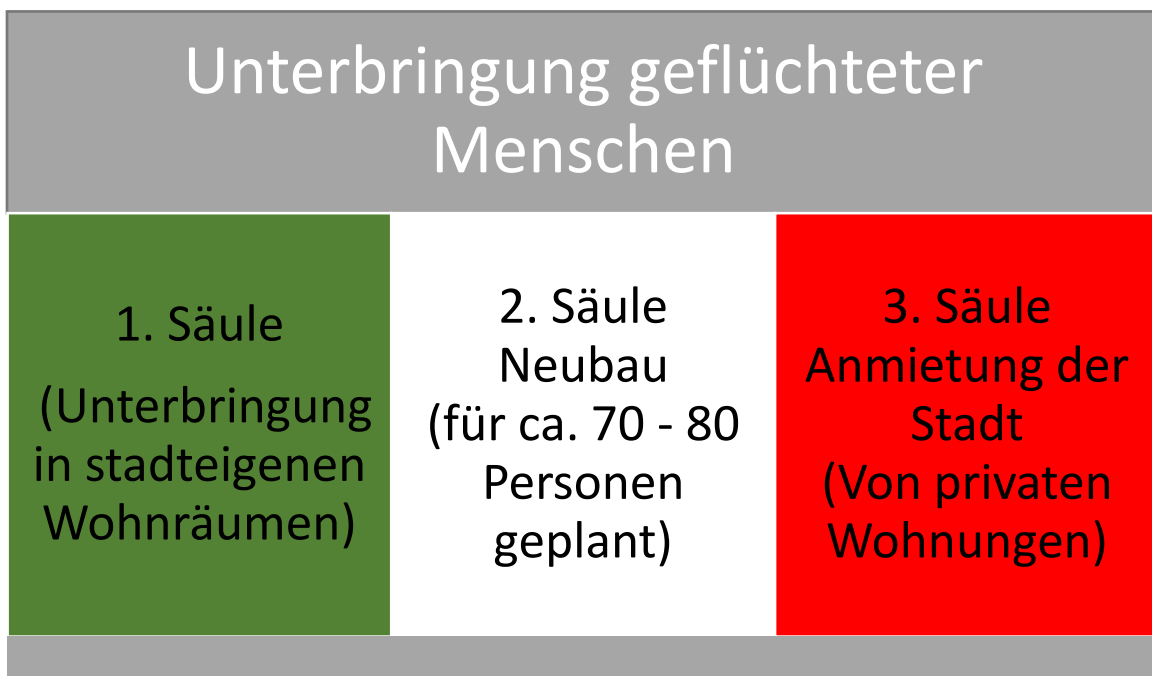 Unterbringung geflüchteter
Menschen
1. Säule
(Unterbringung
in stadteigenen
Wohnräumen)
2. Säule
Neubau
(für ca. 70 - 80
Personen
geplant)
3. Säule
Anmietung der
Stadt
(Von privaten
Wohnungen)